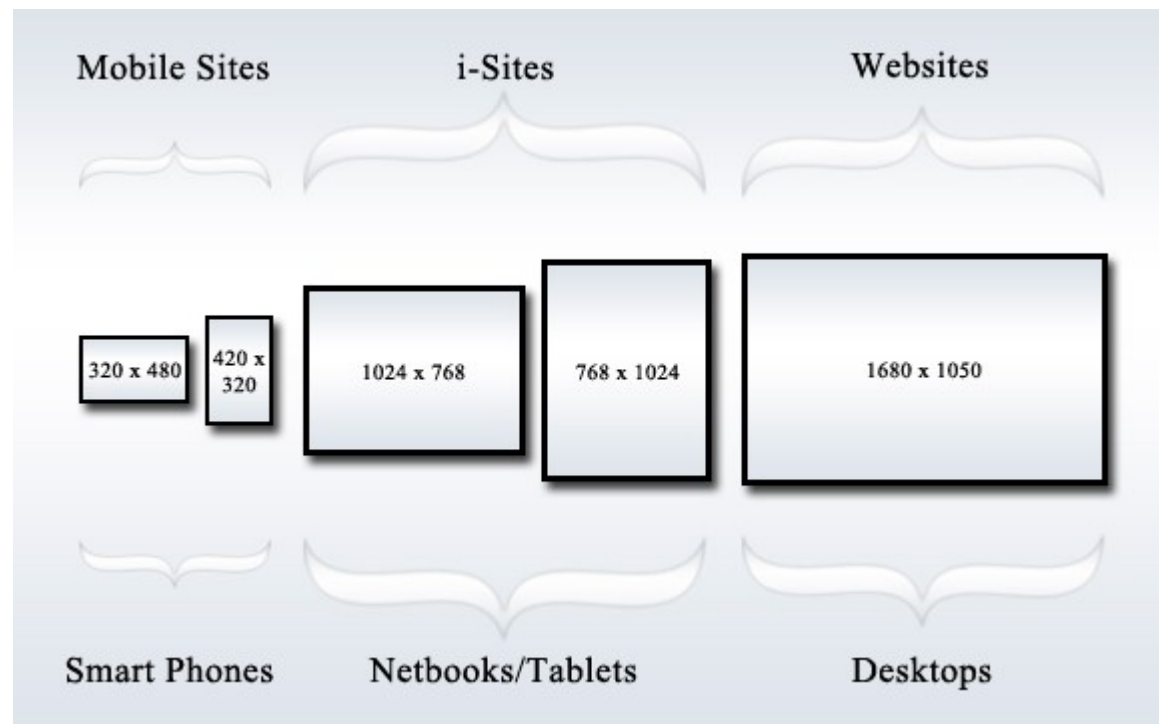 Mobile Sites
i-Sites
Websites
320 x 480
420 x
320
1024 x 768
768 x 1024
1680 x 1050
Smart Phones
Netbooks/Tablets
Desktops